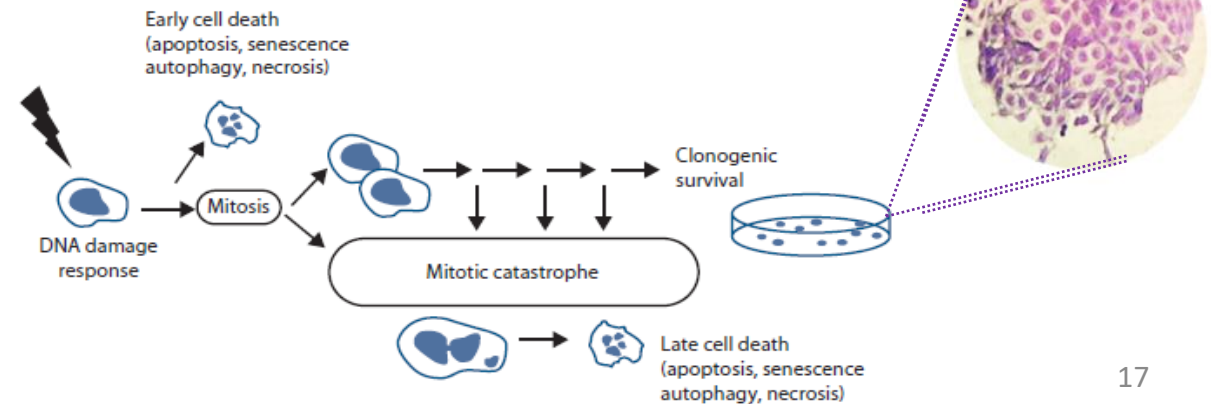 Early cell death
(apoptosis, senescence
autophagy, necrosis)
Clonogenic
survival
Mitosis
DNA damage
response
Mitotic catastrophe
Late cell death
(apoptosis, senescence
autophagy, necrosis)
17